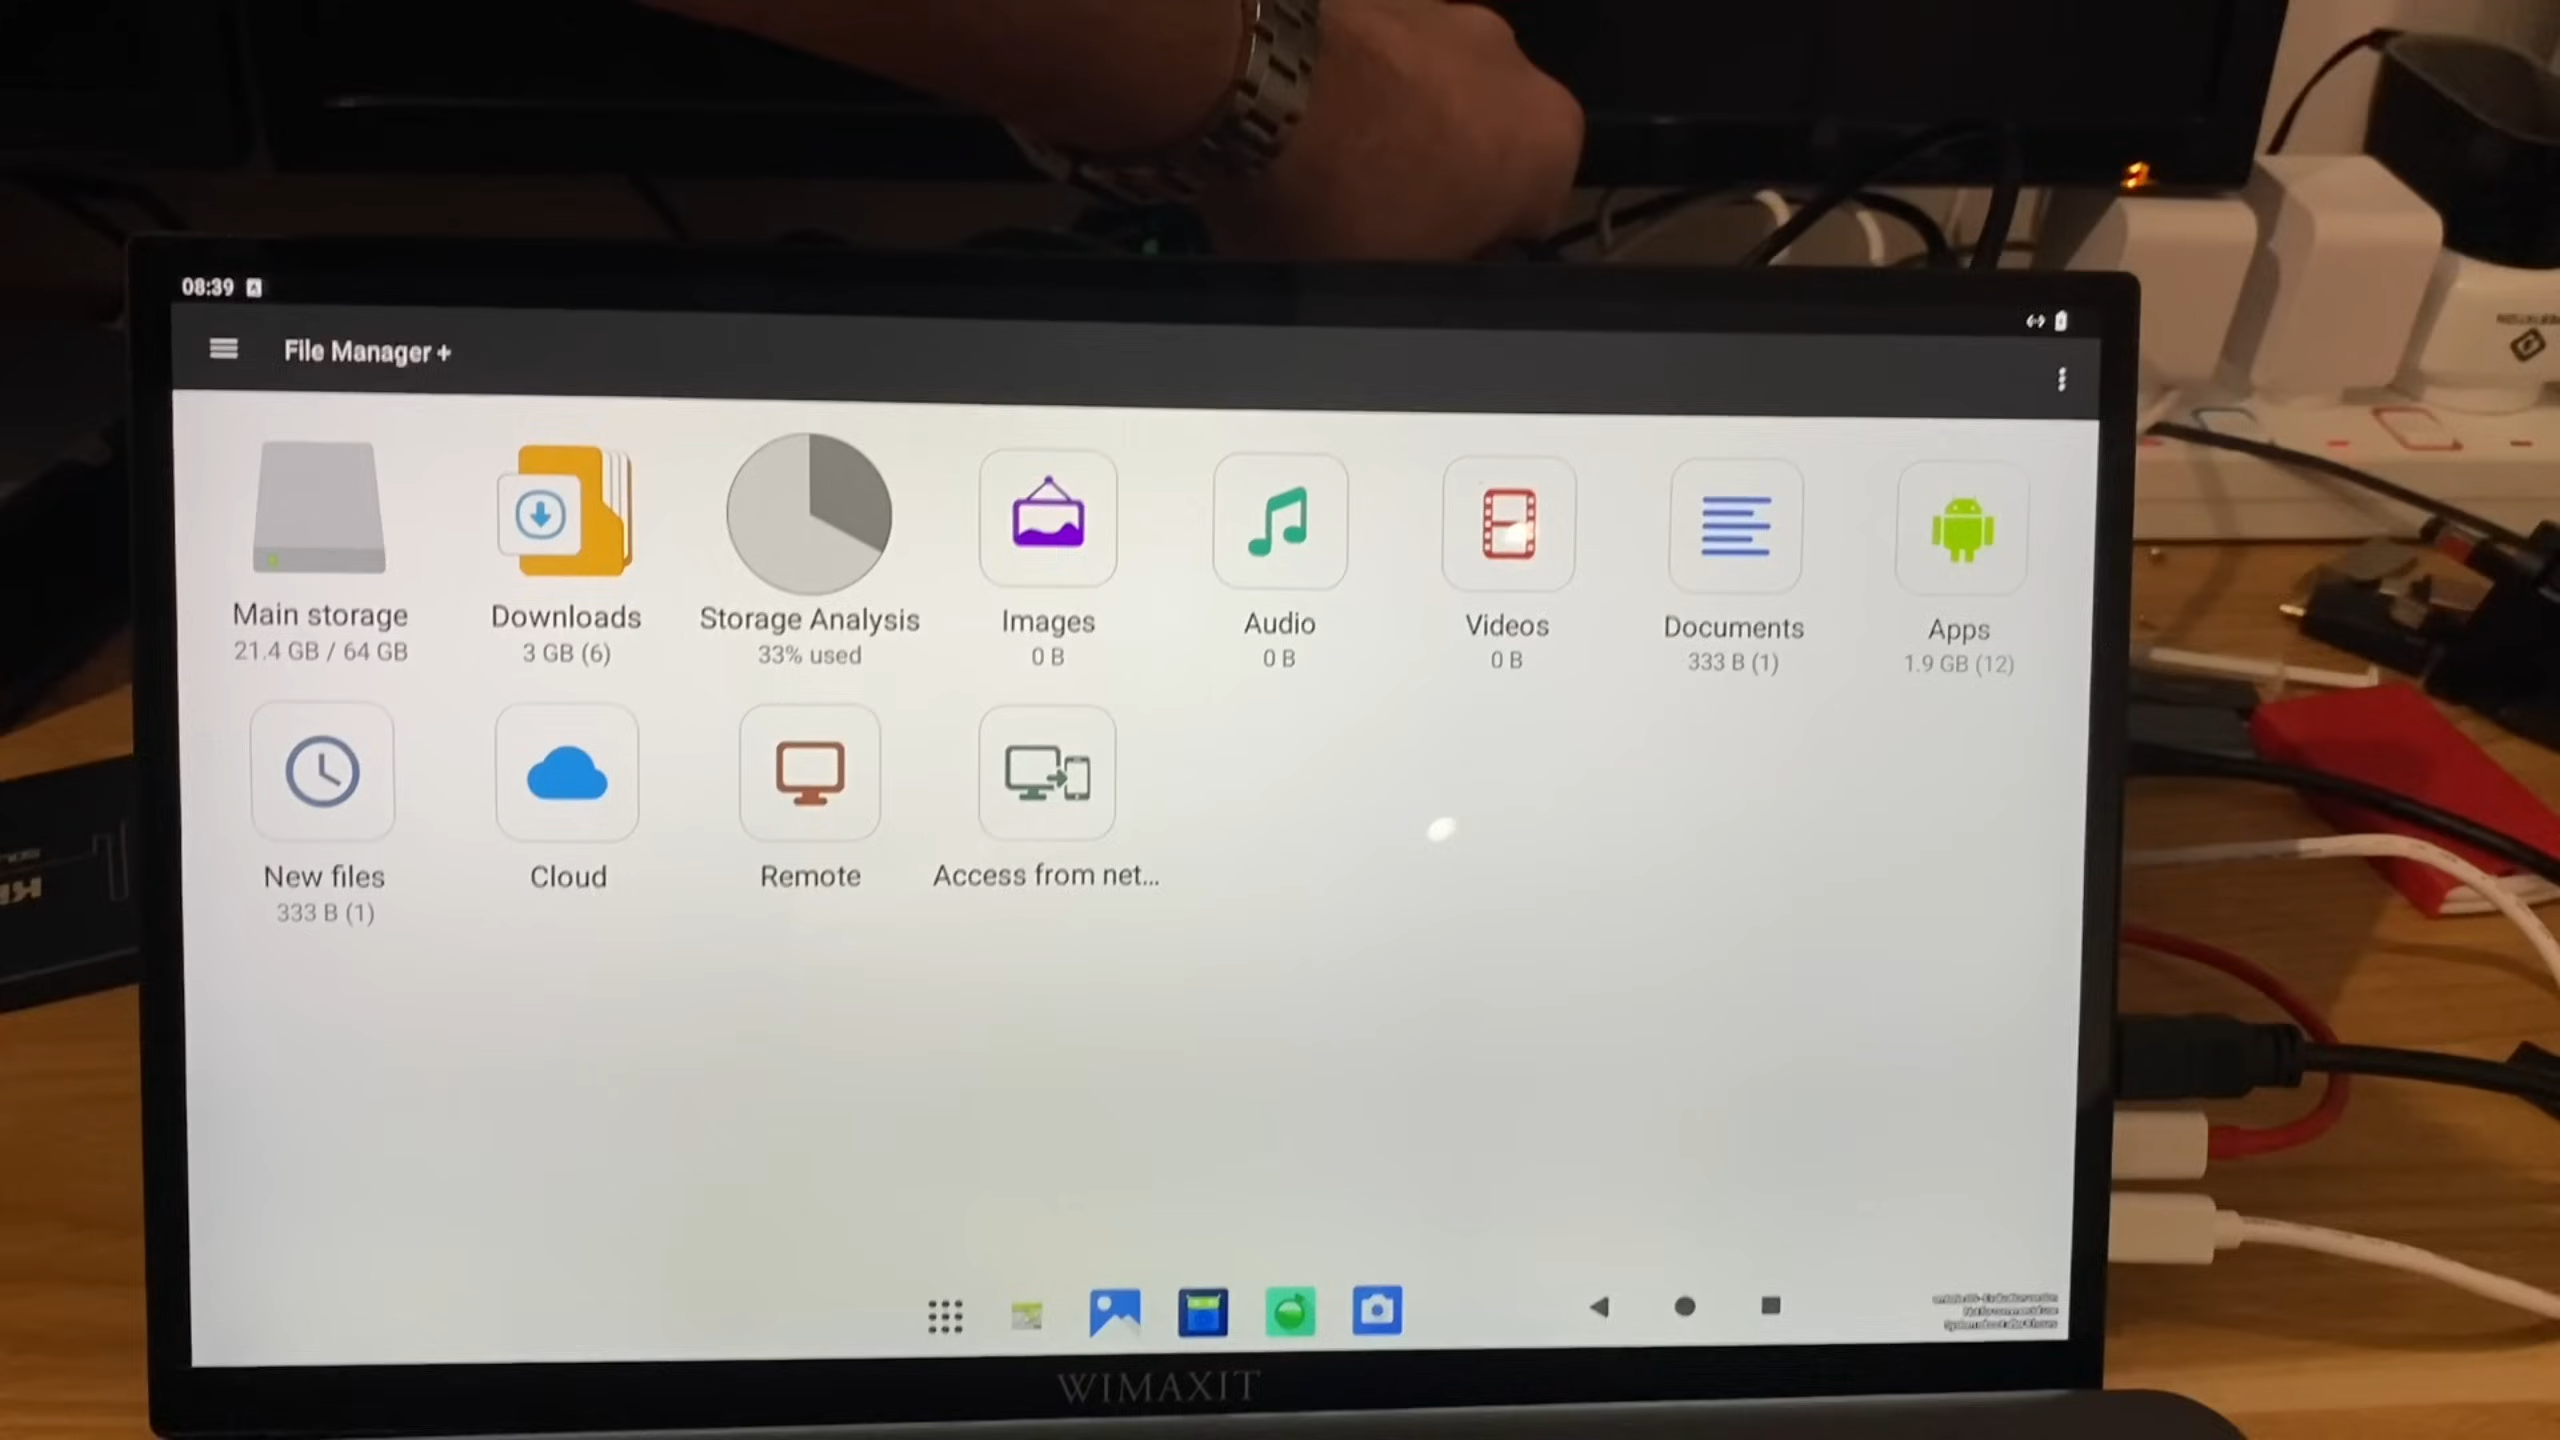 08:39
File Manager +
Main storage
21.4 GB / 64 GB
Downloads
3 GB (6)
Storage Analysis
33% used
Images
0 B
Audio
0 B
Videos
0 B
Documents
333 B (1)
Apps
1.9 GB (12)
New files
333 B (1)
Cloud
Remote
Access from net...
WIMAXIT